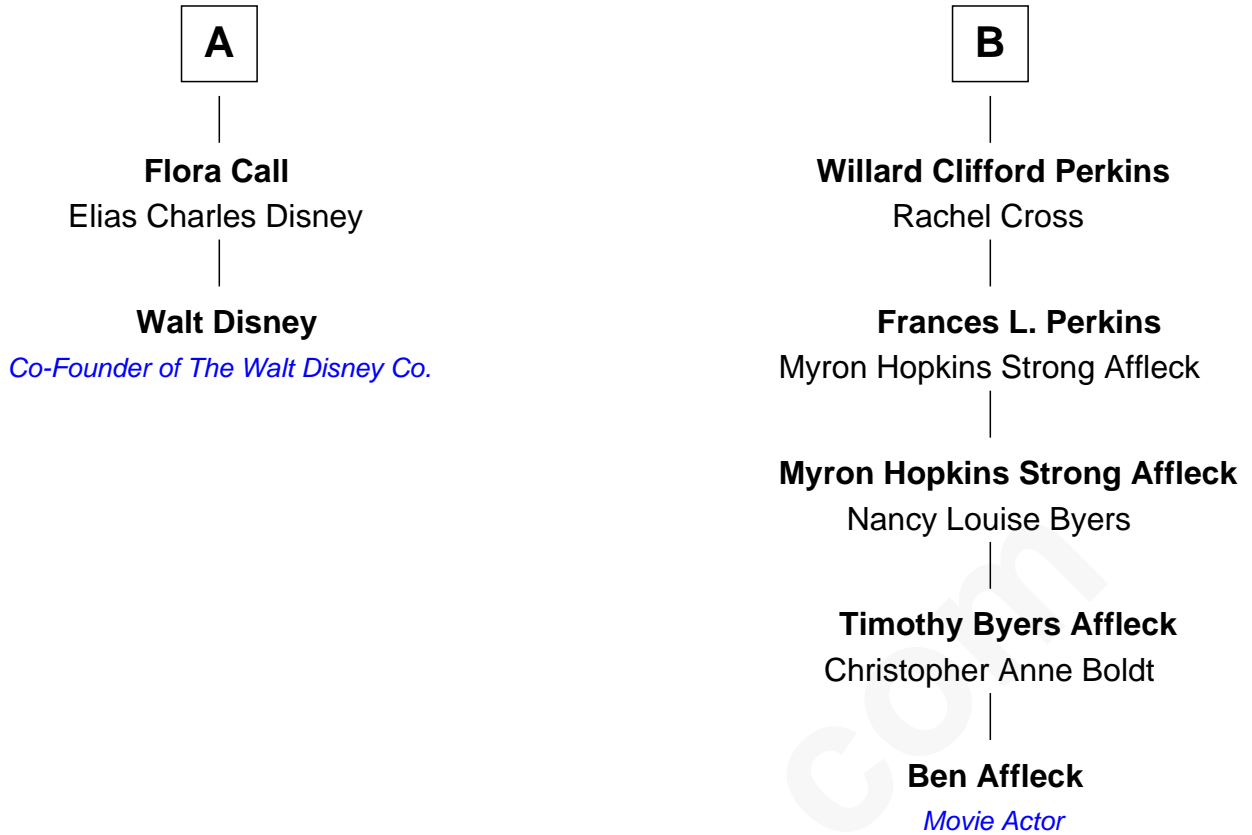 A
Flora Call
Elias Charles Disney
Walt Disney
Co-Founder of The Walt Disney Co.
B
Willard Clifford Perkins
Rachel Cross
Frances L. Perkins
Myron Hopkins Strong Affleck
Myron Hopkins Strong Affleck
Nancy Louise Byers
Timothy Byers Affleck
Christopher Anne Boldt
Ben Affleck
Movie Actor
com